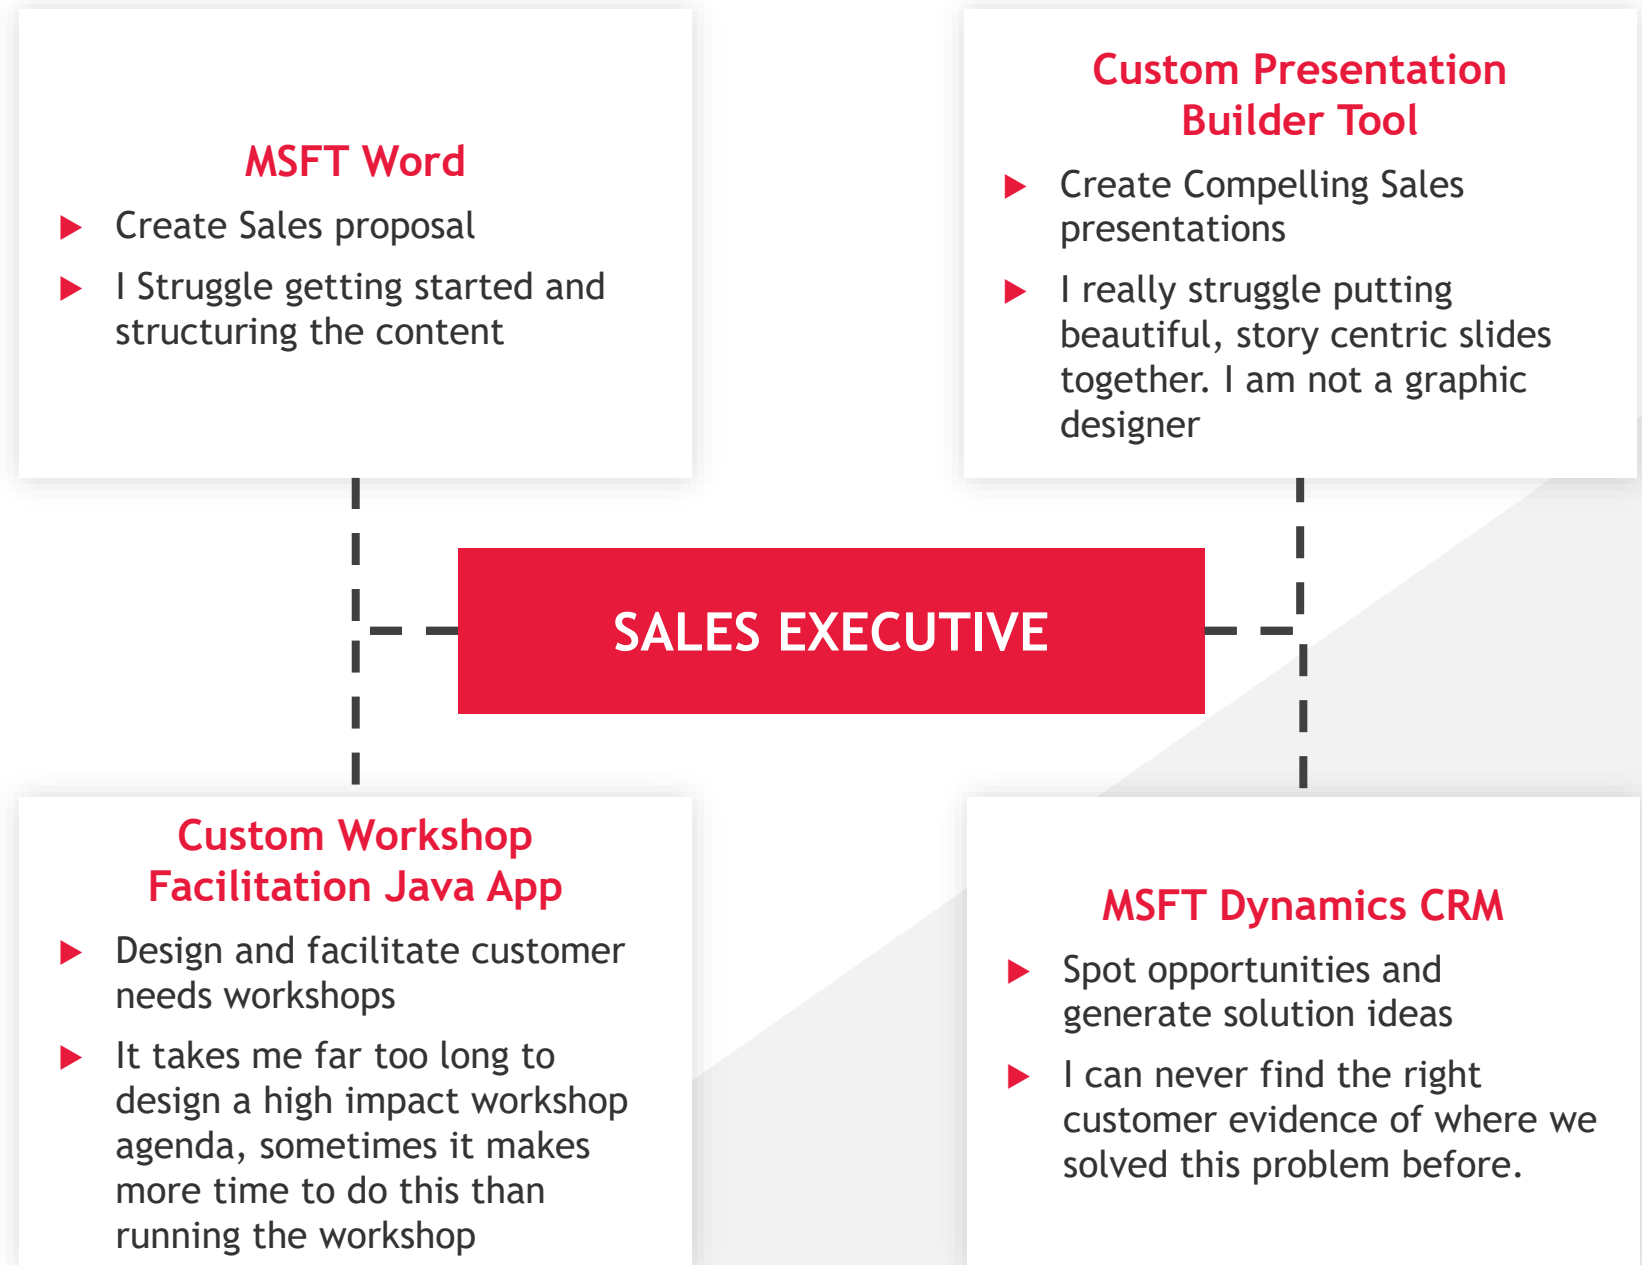 MSFT Word
Create Sales proposal
I Struggle getting started and
structuring the content
Custom Presentation
Builder Tool
Create Compelling Sales
presentations
I really struggle putting
beautiful, story centric slides
together. I am not a graphic
designer
SALES EXECUTIVE
Custom Workshop
Facilitation Java App
Design and facilitate customer
needs workshops
It takes me far too long to
design a high impact workshop
agenda, sometimes it makes
more time to do this than
running the workshop
MSFT Dynamics CRM
Spot opportunities and
generate solution ideas
I can never find the right
customer evidence of where we
solved this problem before.